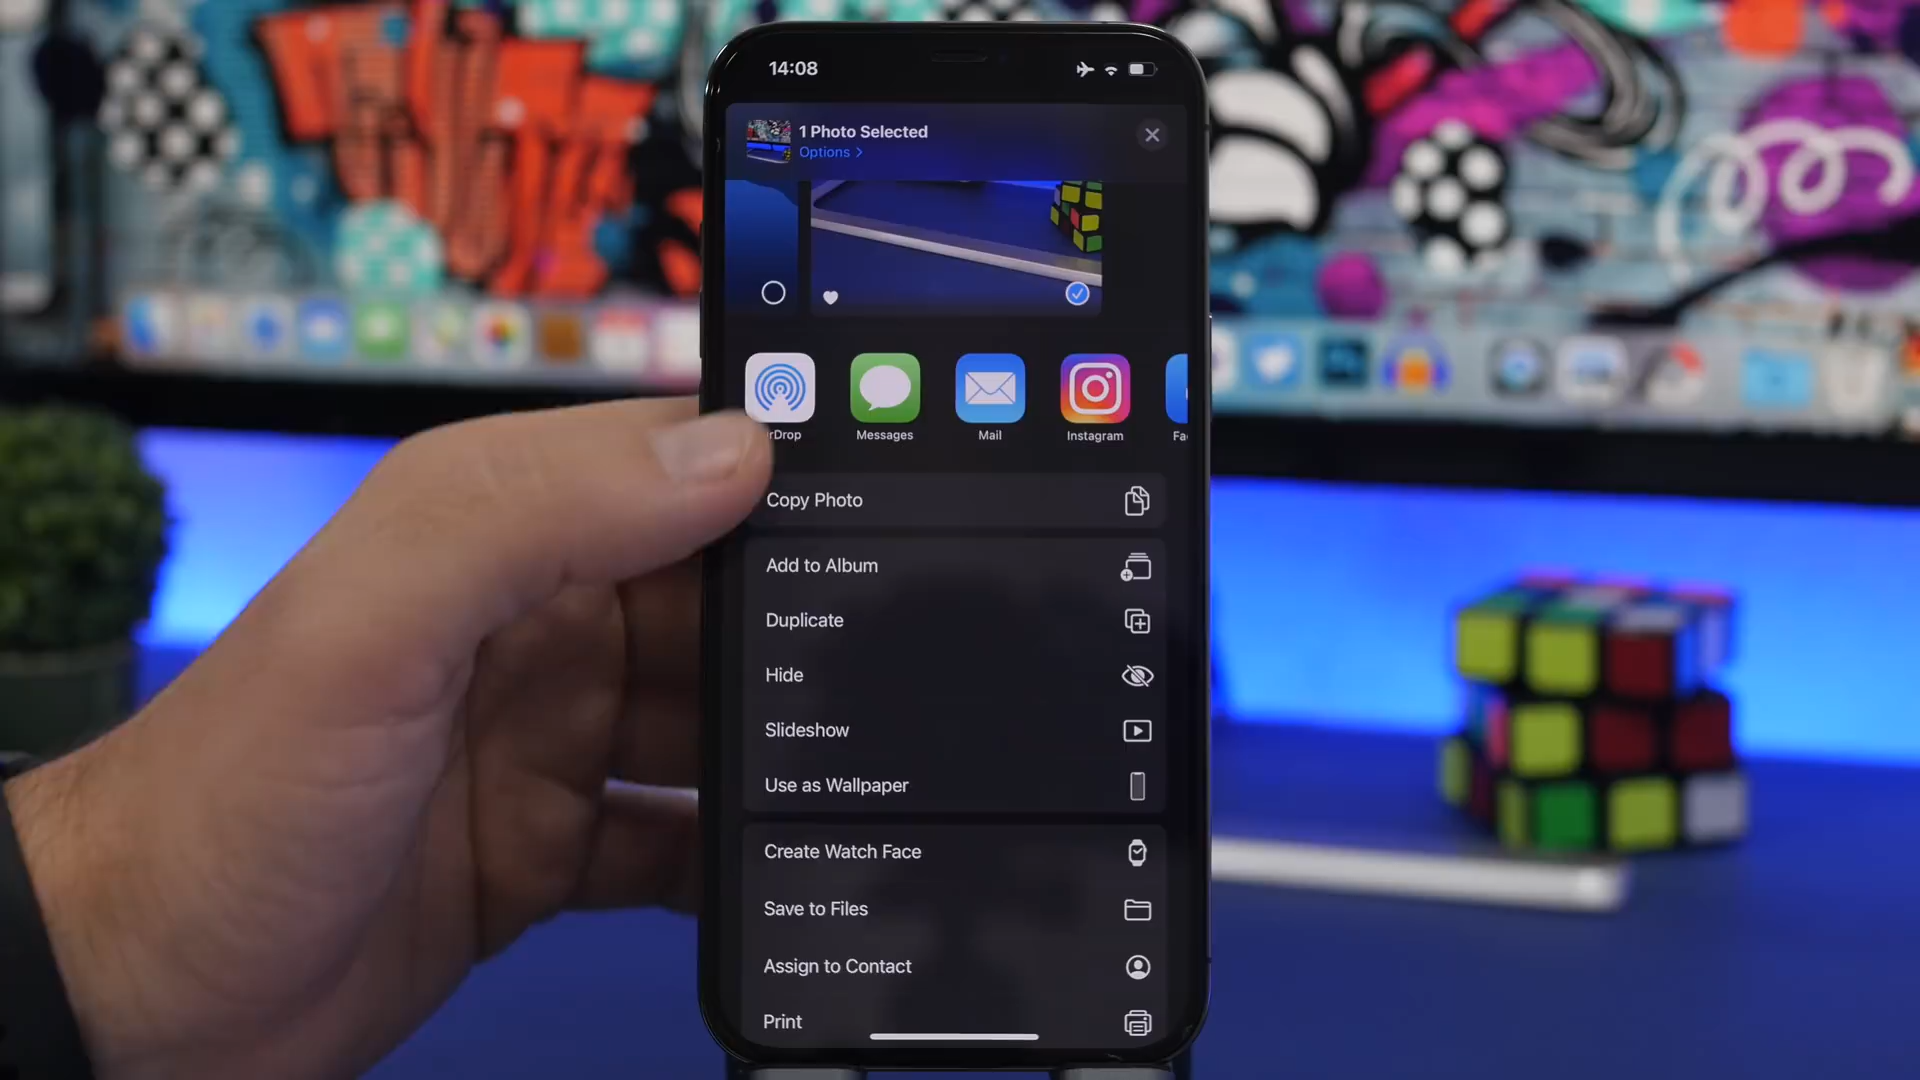 14:08
1 Photo Selected
Options >
rDrop
Messages
Mail
Instagram
Fa
Copy Photo
Add to Album
Duplicate
Hide
Slideshow
Use as Wallpaper
Create Watch Face
Save to Files
Assign to Contact
Print